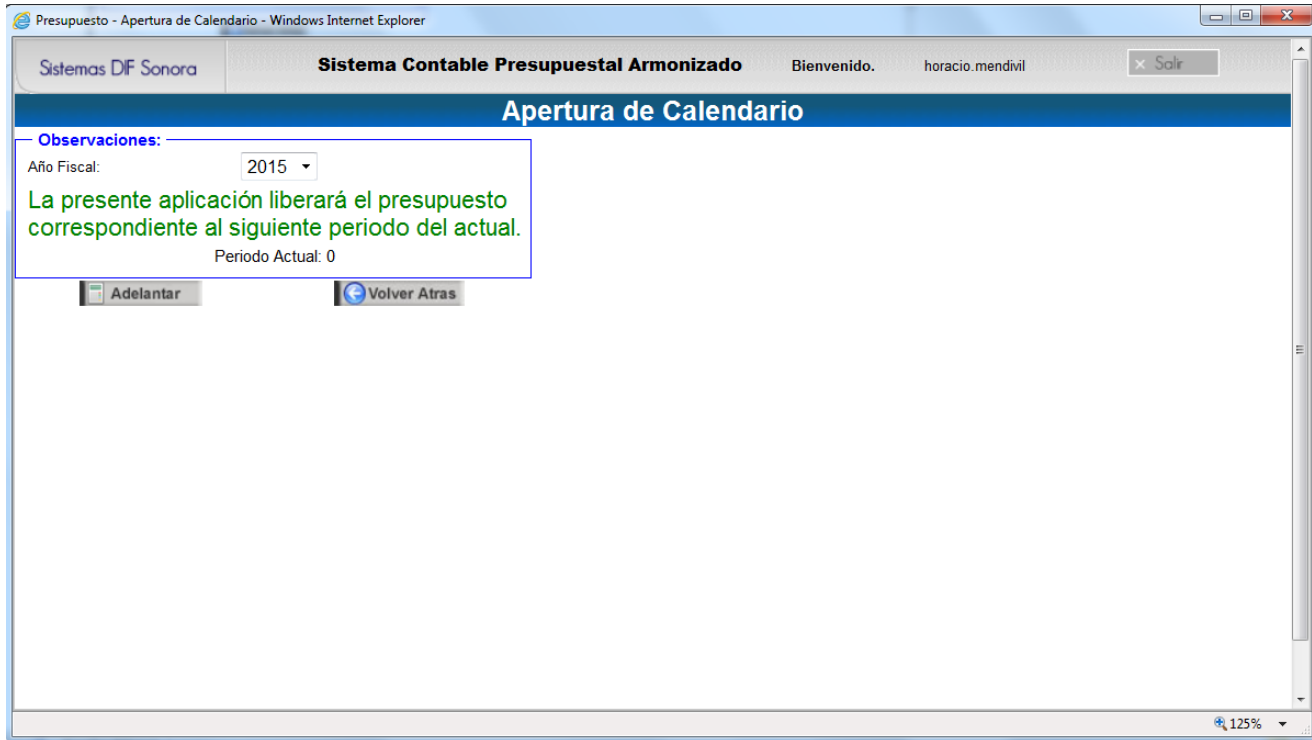 Presupuesto - Apertura de Calendario - Windows Internet Explorer
Sistemas DIF Sonora
Sistema Contable Presupuestal Armonizado
Bienvenido.
horacio.mendivil
Salir
Apertura de Calendario
Observaciones:
Año Fiscal: 2015
La presente aplicación liberará el presupuesto
correspondiente al siguiente periodo del actual.
Periodo Actual: 0
Adelantar
Volver Atras
125%